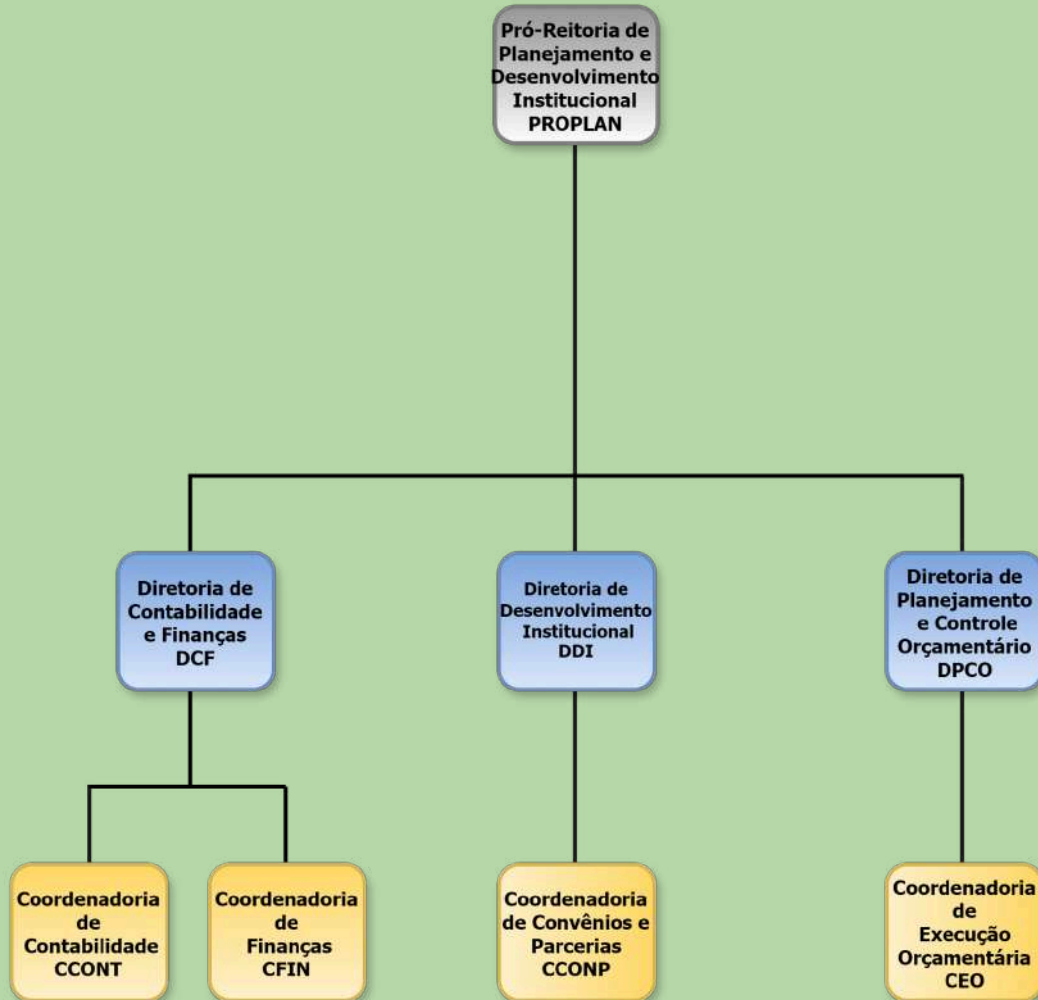 Pró-Reitoria de
Planejamento e
Desenvolvimento
Institucional
PROPLAN
Diretoria de
Contabilidade
e Finanças
DCF
Diretoria de
Desenvolvimento
Institucional
DDI
Diretoria de
Planejamento
e Controle
Orçamentário
DPCO
Coordenadoria
de
Contabilidade
CCONT
Coordenadoria
de
Finanças
CFIN
Coordenadoria
de Convênios e
Parcerias
CCONP
Coordenadoria
de
Execução
Orçamentária
CEO